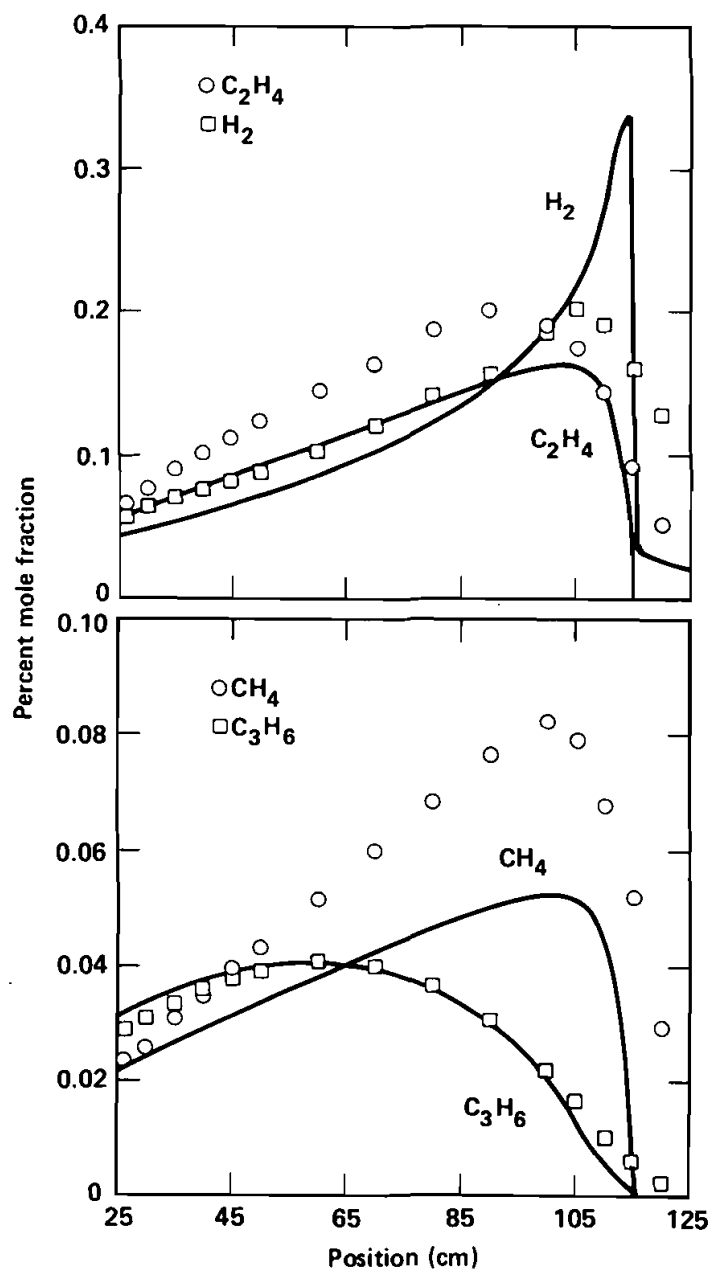 0.4
0.3
0.2
0.1
0
○ C₂H₄
□ H₂
H₂
C₂H₄
Percent mole fraction
0.10
0.08
0.06
0.04
0.02
0
○ CH₄
□ C₃H₆
CH₄
C₃H₆
25 45 65 85 105 125
Position (cm)